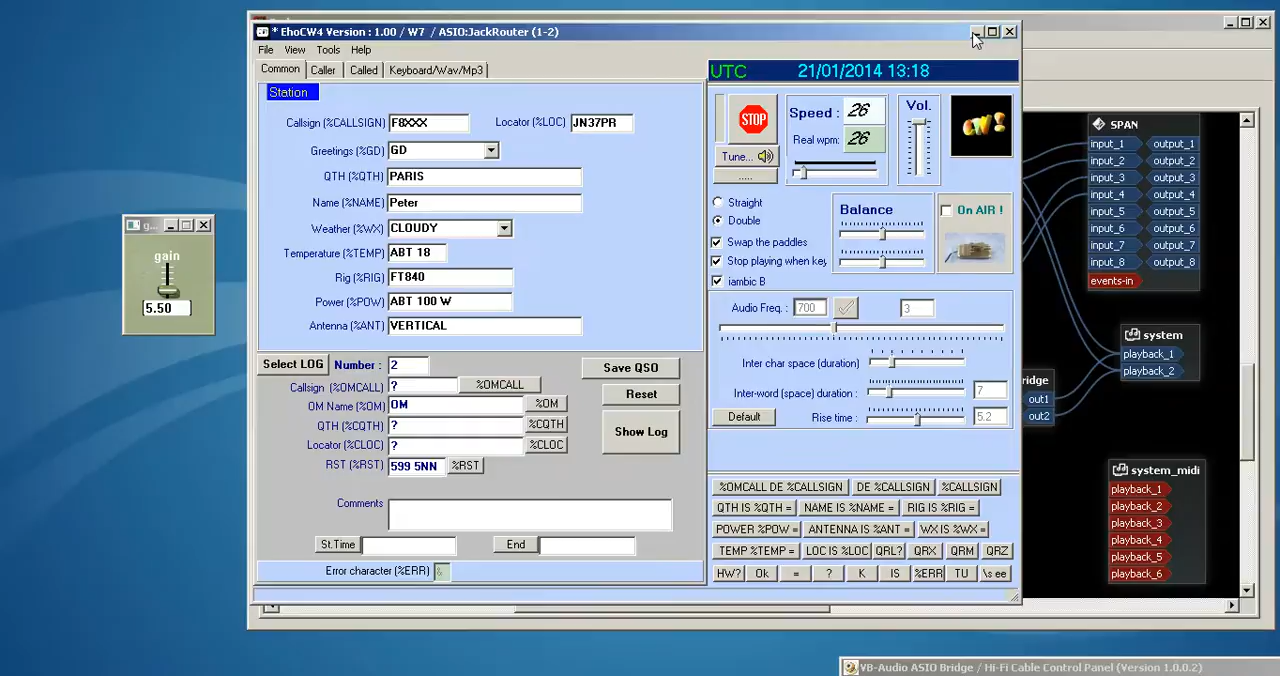 * EhoCW4 Version : 1.00 / W7 / ASIO:JackRouter (1-2)
File View Tools Help
Common Caller Called Keyboard/Wav/Mp3
UTC 21/01/2014 13:18
Station
Callsign (%CALLSIGN) F8XXX Locator(%LOC) JN37PR
Greetings (%GD) GD
QTH (%QTH) PARIS
Name (%NAME) Peter
Weather (%WX) CLOUDY
Temperature (%TEMP) ABT 18
Rig (%RIG) FT840
Power (%POW) ABT 100 W
Antenna (%ANT) VERTICAL
Select LOG Number : 2
Callsign (%OMCALL) ? %OMCALL
OM Name (%OM) OM %OM
QTH (%CQTH) ? %CQTH
Locator (%CLOC) ? %CLOC
RST (%RST) 599 5NN %RST
Save QSO
Reset
Show Log
Comments
St.Time End
Error character (%ERR) &
STOP
Speed : 26
Real wpm: 26
Vol.
cw!
Tune...
.....
Straight
Double
Swap the paddles
Stop playing when key
iambic B
Balance
On AIR !
Audio Freq. : 700 3
Inter char space (duration)
Inter-word (space) duration : 7
Default Rise time : 5.2
%OMCALL DE %CALLSIGN DE %CALLSIGN %CALLSIGN
QTH IS %QTH = NAME IS %NAME = RIG IS %RIG =
POWER %POW = ANTENNA IS %ANT = WX IS %WX =
TEMP %TEMP = LOC IS %LOC QRL? QRX QRM QRZ
HW? Ok = ? K IS %ERR TU \s ee
g...
gain
5.50
SPAN
input_1 output_1
input_2 output_2
input_3 output_3
input_4 output_4
input_5 output_5
input_6 output_6
input_7 output_7
input_8 output_8
events-in
system
playback_1
playback_2
ridge
out1
out2
system_midi
playback_1
playback_2
playback_3
playback_4
playback_5
playback_6
VB-Audio ASIO Bridge / Hi-Fi Cable Control Panel (Version 1.0.0.2)